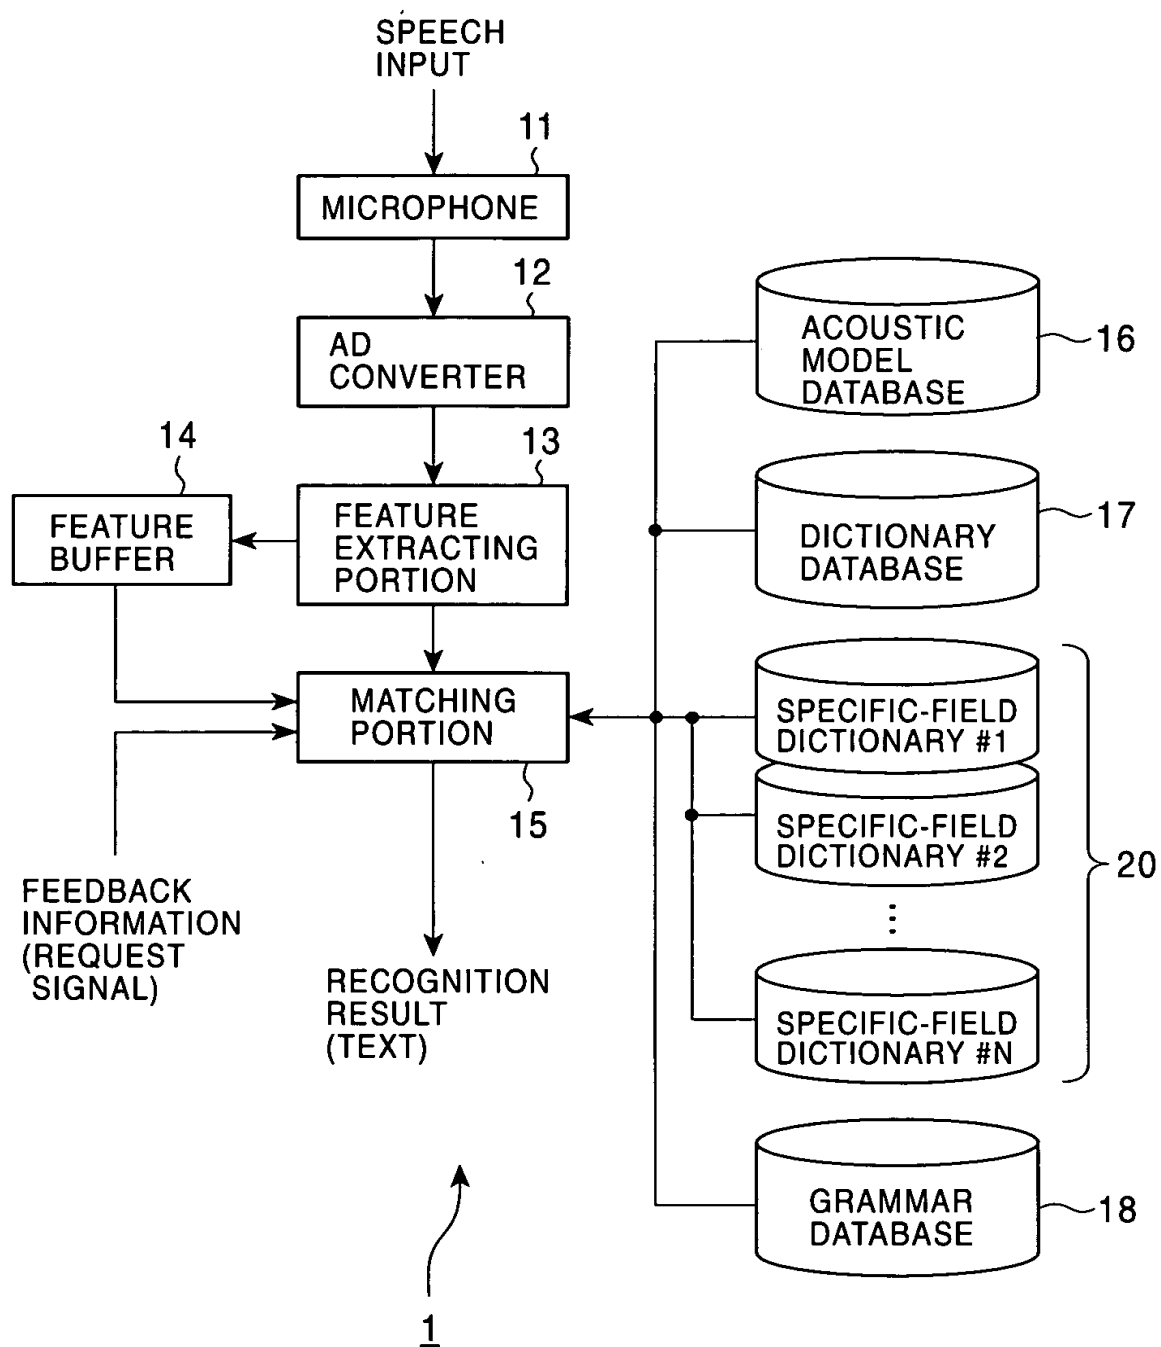 SPEECH
INPUT
11
MICROPHONE
12
AD
CONVERTER
13
FEATURE
EXTRACTING
PORTION
14
FEATURE
BUFFER
MATCHING
PORTION
15
FEEDBACK
INFORMATION
(REQUEST
SIGNAL)
RECOGNITION
RESULT
(TEXT)
ACOUSTIC
MODEL
DATABASE
16
DICTIONARY
DATABASE
17
SPECIFIC-FIELD
DICTIONARY #1
SPECIFIC-FIELD
DICTIONARY #2
SPECIFIC-FIELD
DICTIONARY #N
20
GRAMMAR
DATABASE
18
1